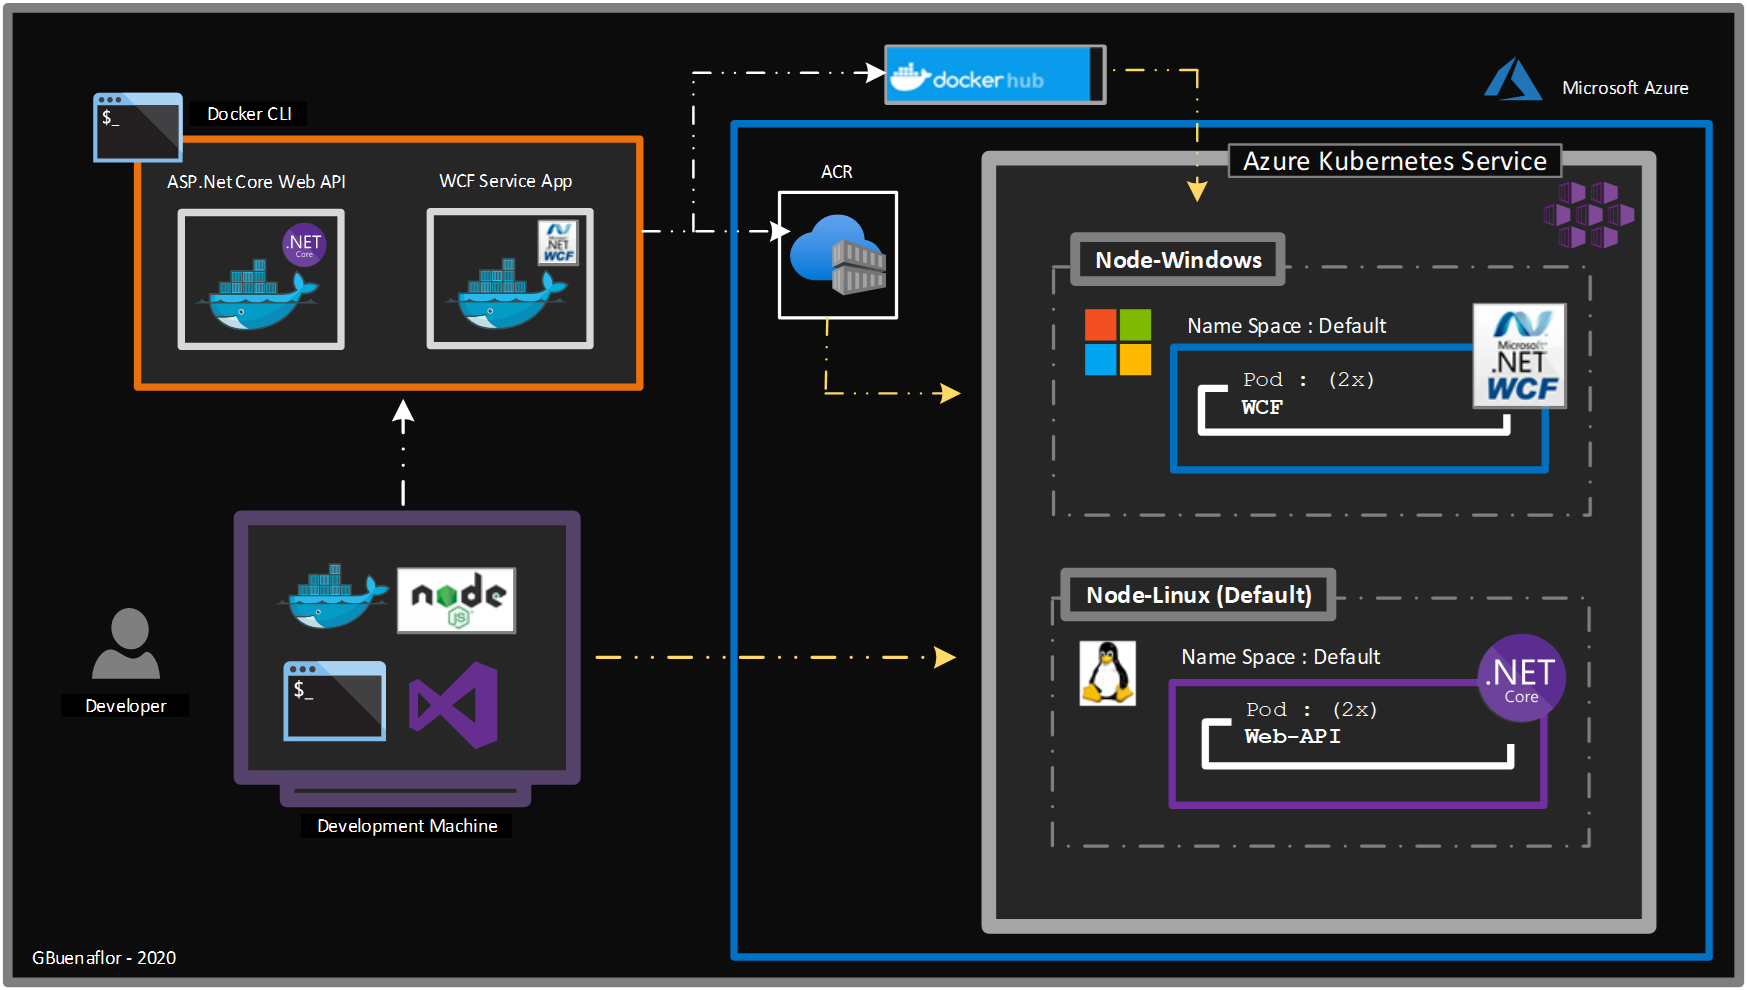 docker hub
Microsoft Azure
$_
Docker CLI
ASP.Net Core Web API
WCF Service App
.NET
Core
Microsoft
.NET
WCF
ACR
Azure Kubernetes Service
Node-Windows
Name Space : Default
Microsoft
.NET
WCF
Pod : (2x)
WCF
node
JS
$_
Developer
Development Machine
Node-Linux (Default)
Name Space : Default
.NET
Core
Pod : (2x)
Web-API
GBuenaflor - 2020